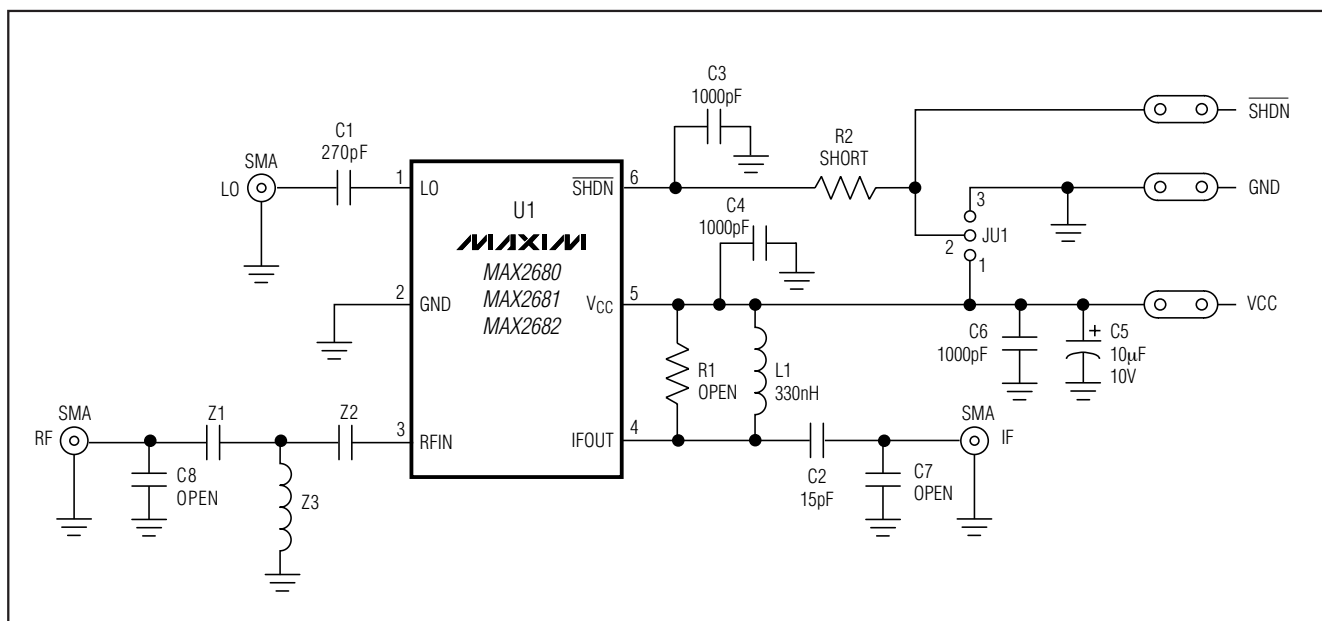 C3
1000pF
SHDN
C1
270pF
R2
SHORT
SMA
LO
1
LO
SHDN
6
3
GND
U1
C4
1000pF
2
JU1
MAXIM
1
MAX2680
MAX2681
MAX2682
2
GND
VCC
5
VCC
C6
1000pF
+
C5
10µF
10V
R1
OPEN
L1
330nH
SMA
RF
Z1
Z2
3
RFIN
IFOUT
4
SMA
IF
C8
OPEN
Z3
C2
15pF
C7
OPEN